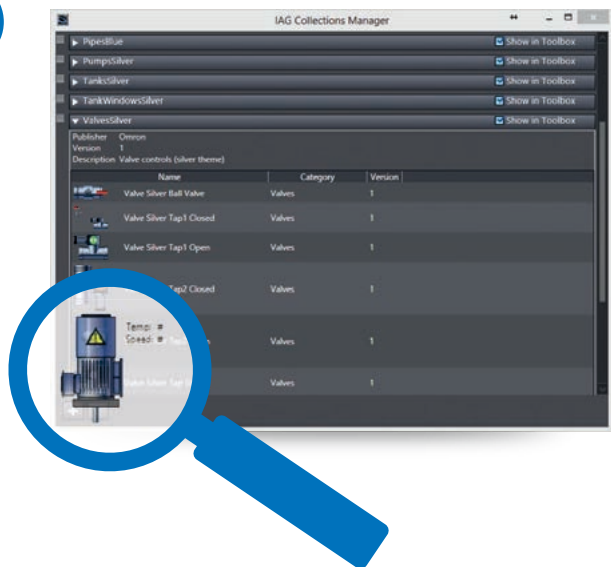 IAG Collections Manager
PipesBlue Show in Toolbox
PumpsSilver Show in Toolbox
TanksSilver Show in Toolbox
TankWindowsSilver Show in Toolbox
ValvesSilver Show in Toolbox
Publisher Omron
Version 1
Description Valve controls (silver theme)
Name Category Version
Valve Silver Ball Valve Valves 1
Valve Silver Tap1 Closed Valves 1
Valve Silver Tap1 Open Valves 1
Tap2 Closed Valves 1
Temp: #
Speed: #
Valves 1
Valves 1